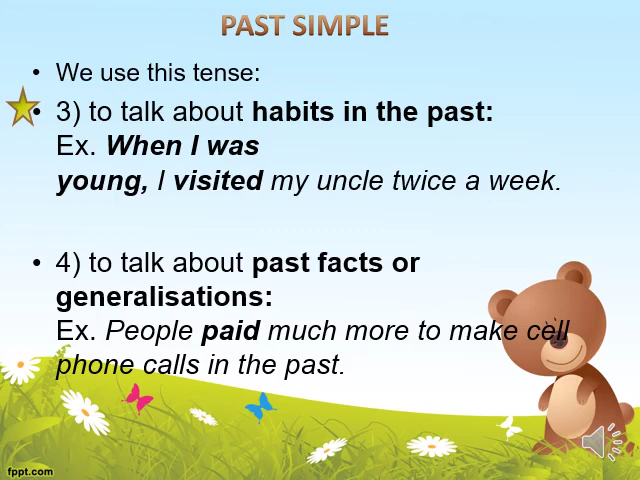 PAST SIMPLE
• We use this tense:
• 3) to talk about habits in the past:
Ex. When I was
young, I visited my uncle twice a week.
• 4) to talk about past facts or
generalisations:
Ex. People paid much more to make cell
phone calls in the past.
fppt.com